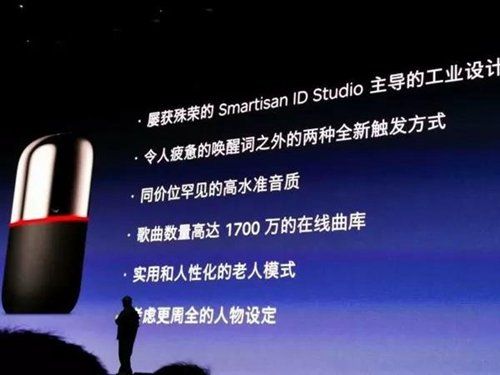 · 屡获殊荣的 Smartisan ID Studio 主导的工业设计
· 令人疲惫的唤醒词之外的两种全新触发方式
· 同价位罕见的高水准音质
· 歌曲数量高达 1700 万的在线曲库
· 实用和人性化的老人模式
虑更周全的人物设定